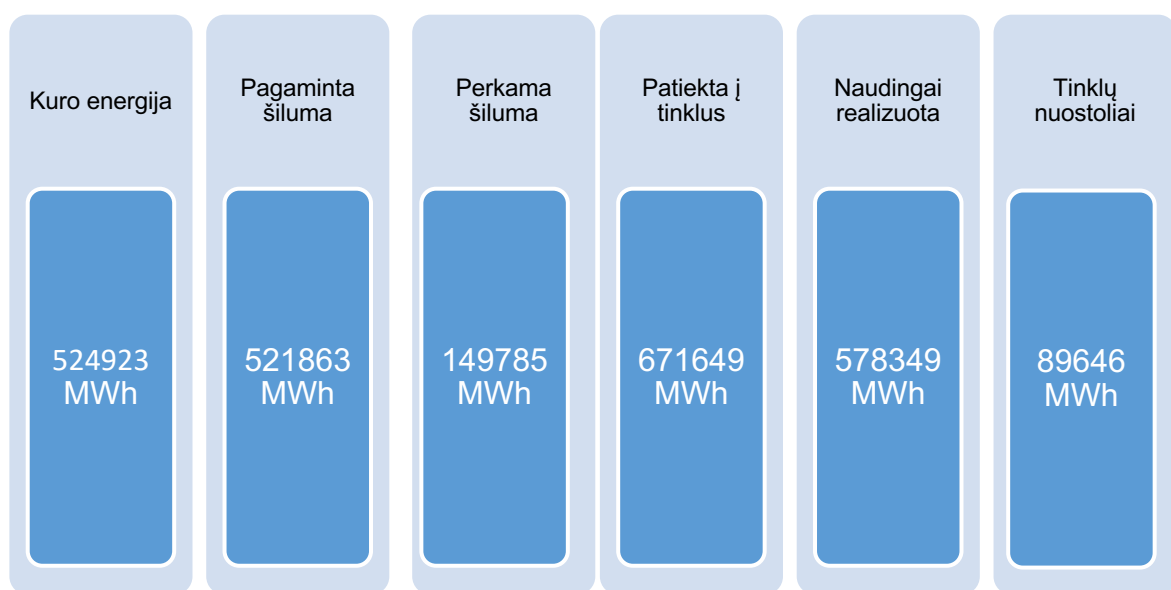 Kuro energija
524923
MWh
Pagaminta
šiluma
521863
MWh
Perkama
šiluma
149785
MWh
Patiekta į
tinklus
671649
MWh
Naudingai
realizuota
578349
MWh
Tinklų
nuostoliai
89646
MWh